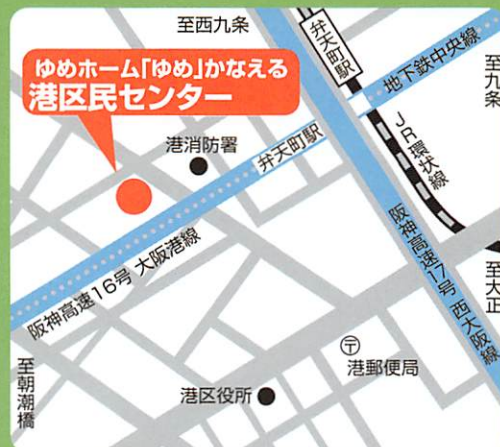 至西九条
弁天町駅
地下鉄中央線
至九条
ゆめホーム「ゆめ」かなえる
港区民センター
港消防署
弁天町駅
JR環状線
阪神高速16号 大阪港線
阪神高速17号 西大阪線
至大正
〒
港郵便局
至朝潮橋
港区役所